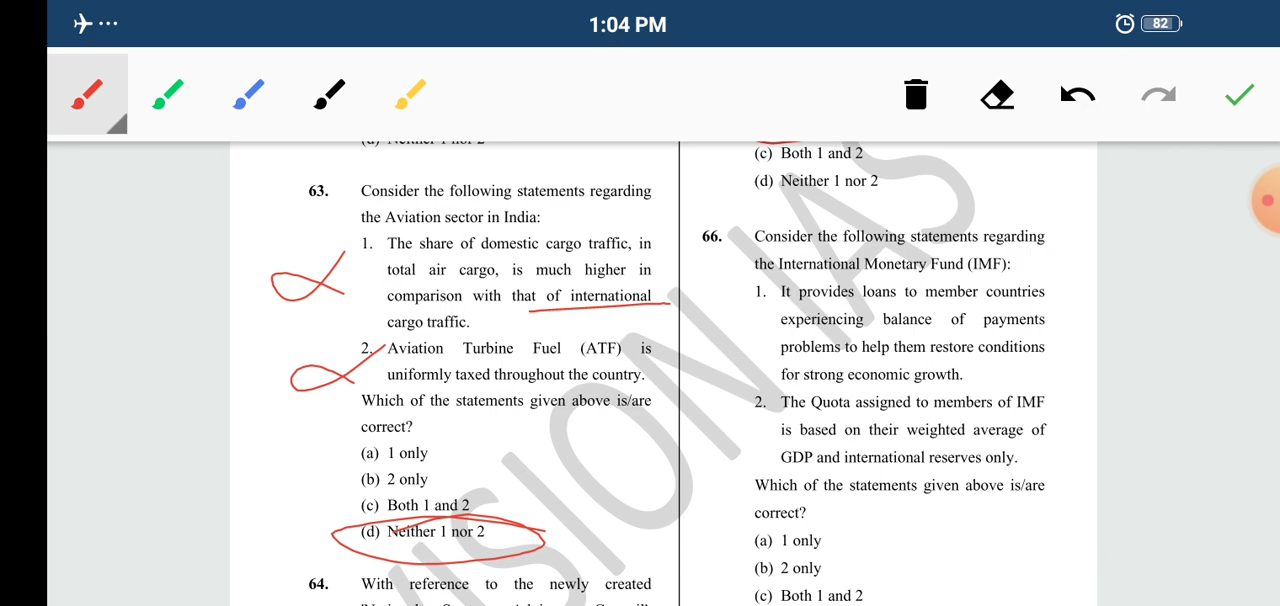 1:04 PM
82
63. Consider the following statements regarding
the Aviation sector in India:
1. The share of domestic cargo traffic, in
total air cargo, is much higher in
comparison with that of international
cargo traffic.
2. Aviation Turbine Fuel (ATF) is
uniformly taxed throughout the country.
Which of the statements given above is/are
correct?
(a) 1 only
(b) 2 only
(c) Both 1 and 2
(d) Neither 1 nor 2
64. With reference to the newly created
(c) Both 1 and 2
(d) Neither 1 nor 2
66. Consider the following statements regarding
the International Monetary Fund (IMF):
1. It provides loans to member countries
experiencing balance of payments
problems to help them restore conditions
for strong economic growth.
2. The Quota assigned to members of IMF
is based on their weighted average of
GDP and international reserves only.
Which of the statements given above is/are
correct?
(a) 1 only
(b) 2 only
(c) Both 1 and 2
VISION IAS